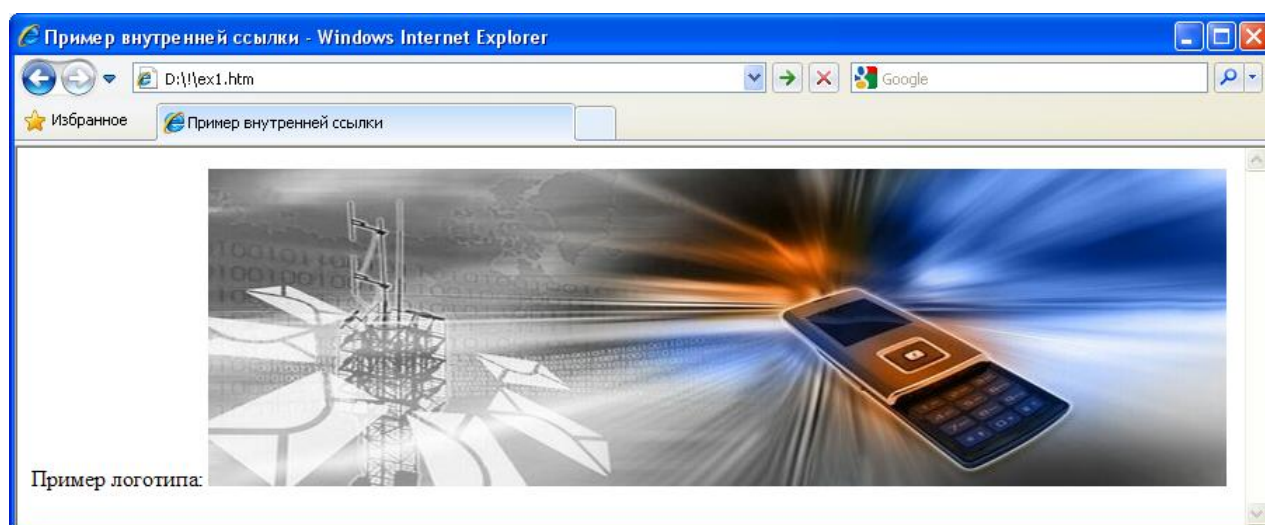 Пример внутренней ссылки - Windows Internet Explorer
D:\!\ex1.htm
Google
Избранное
Пример внутренней ссылки
Пример логотипа: